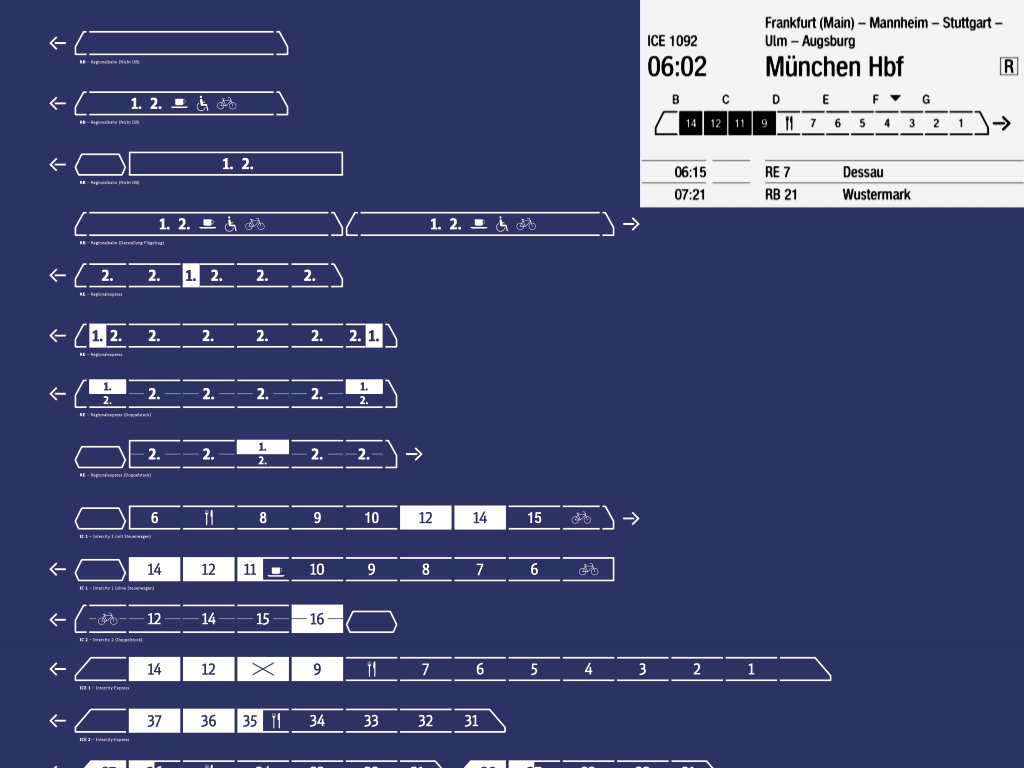 Frankfurt (Main) – Mannheim – Stuttgart –
ICE 1092
Ulm – Augsburg
06:02
München Hbf
R
B C D E F G
14 12 11 9 7 6 5 4 3 2 1
06:15 RE 7 Dessau
07:21 RB 21 Wustermark
RB – Regionalbahn (Nicht DB)
1. 2.
RB – Regionalbahn (Nicht DB)
1. 2.
RB – Regionalbahn (Nicht DB)
1. 2. 1. 2.
RB – Regionalbahn (Darstellung Flügelzug)
2. 2. 1. 2. 2. 2.
RE – Regionalexpress
1. 2. 2. 2. 2. 2. 1.
RE – Regionalexpress
1. 1.
2. 2. 2. 2. 2. 2.
RE – Regionalexpress (Doppelstock)
1.
2. 2. 2. 2. 2.
RE – Regionalexpress (Doppelstock)
6 8 9 10 12 14 15
IC 1 – Intercity 1 (mit Steuerwagen)
14 12 11 10 9 8 7 6
IC 1 – Intercity 1 (ohne Steuerwagen)
12 14 15 16
IC 2 – Intercity 2 (Doppelstock)
14 12 9 7 6 5 4 3 2 1
ICE 1 – Intercity-Express
37 36 35 34 33 32 31
ICE 2 – Intercity-Express